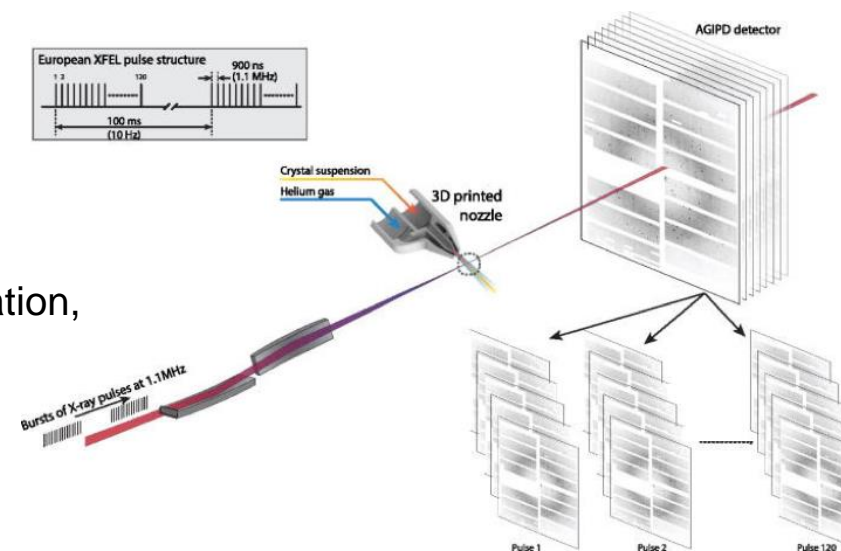 AGIPD detector
European XFEL pulse structure
1 2 120
900 ns
(1.1 MHz)
100 ms
(10 Hz)
Crystal suspension
Helium gas
3D printed
nozzle
ation,
Bursts of X-ray pulses at 1.1MHz
Pulse 1 Pulse 2 Pulse 120